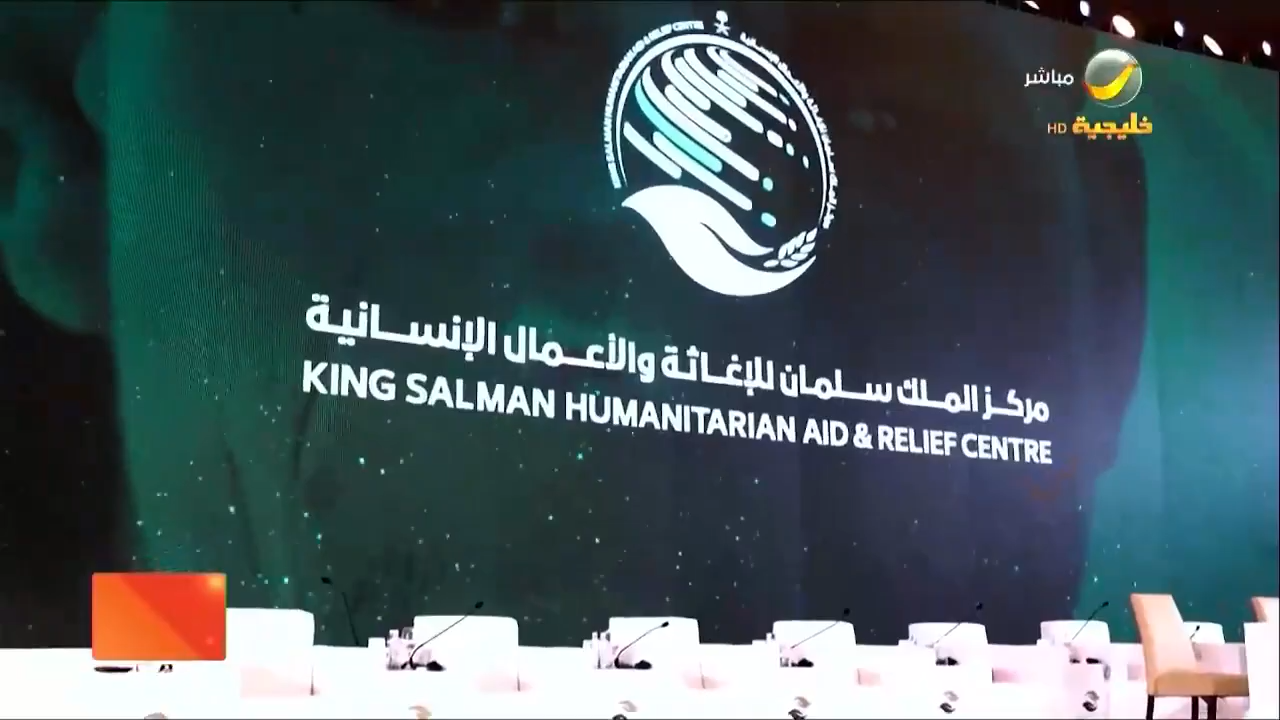 مباشر
خليجية HD
مركز الملك سلمان للإغاثة والأعمال الإنسانية
KING SALMAN HUMANITARIAN AID & RELIEF CENTRE